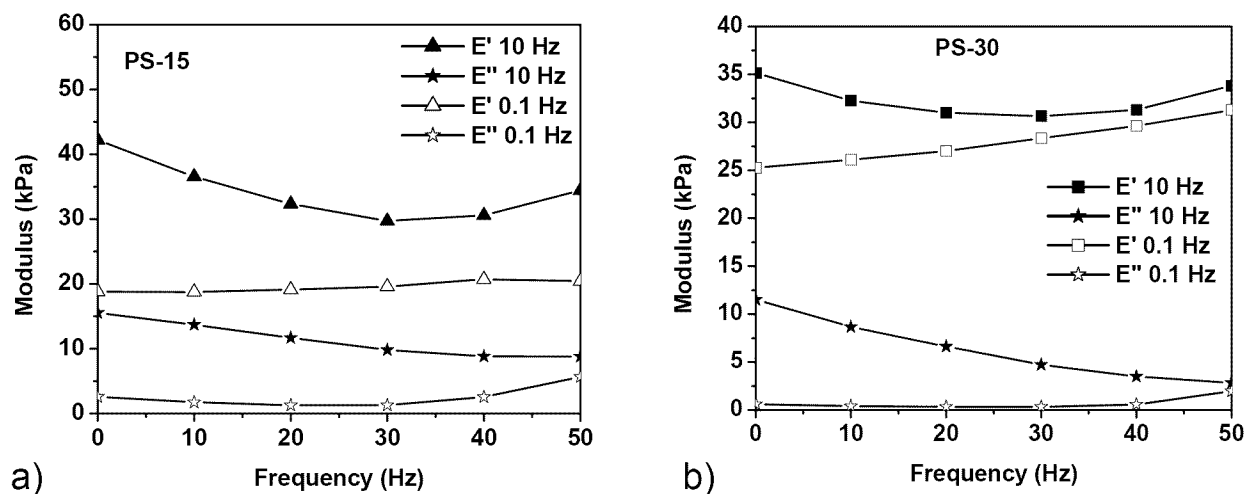 60
50
40
30
20
10
0
Modulus (kPa)
PS-15
E' 10 Hz
E'' 10 Hz
E' 0.1 Hz
E'' 0.1 Hz
0 10 20 30 40 50
Frequency (Hz)
a)
40
35
30
25
20
15
10
5
0
Modulus (kPa)
PS-30
E' 10 Hz
E'' 10 Hz
E' 0.1 Hz
E'' 0.1 Hz
0 10 20 30 40 50
Frequency (Hz)
b)